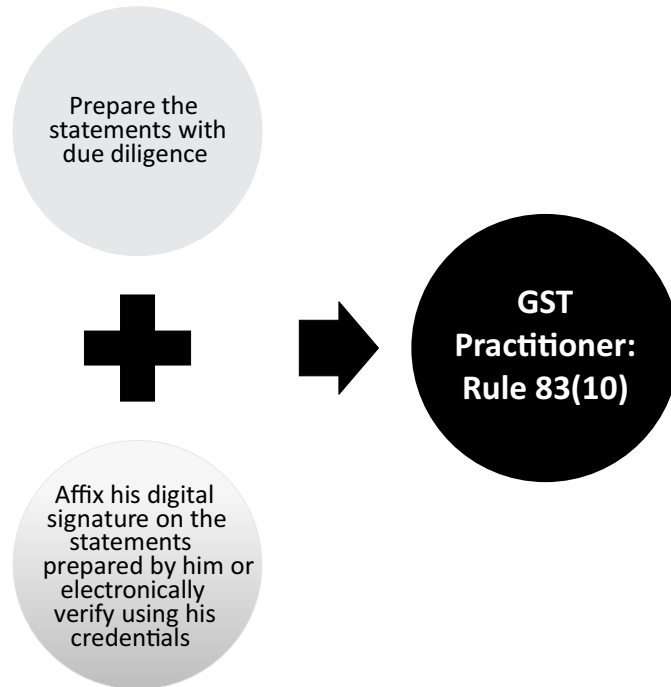 Prepare the
statements with
due diligence
Affix his digital
signature on the
statements
prepared by him or
electronically
verify using his
credentials
GST
Practitioner:
Rule 83(10)